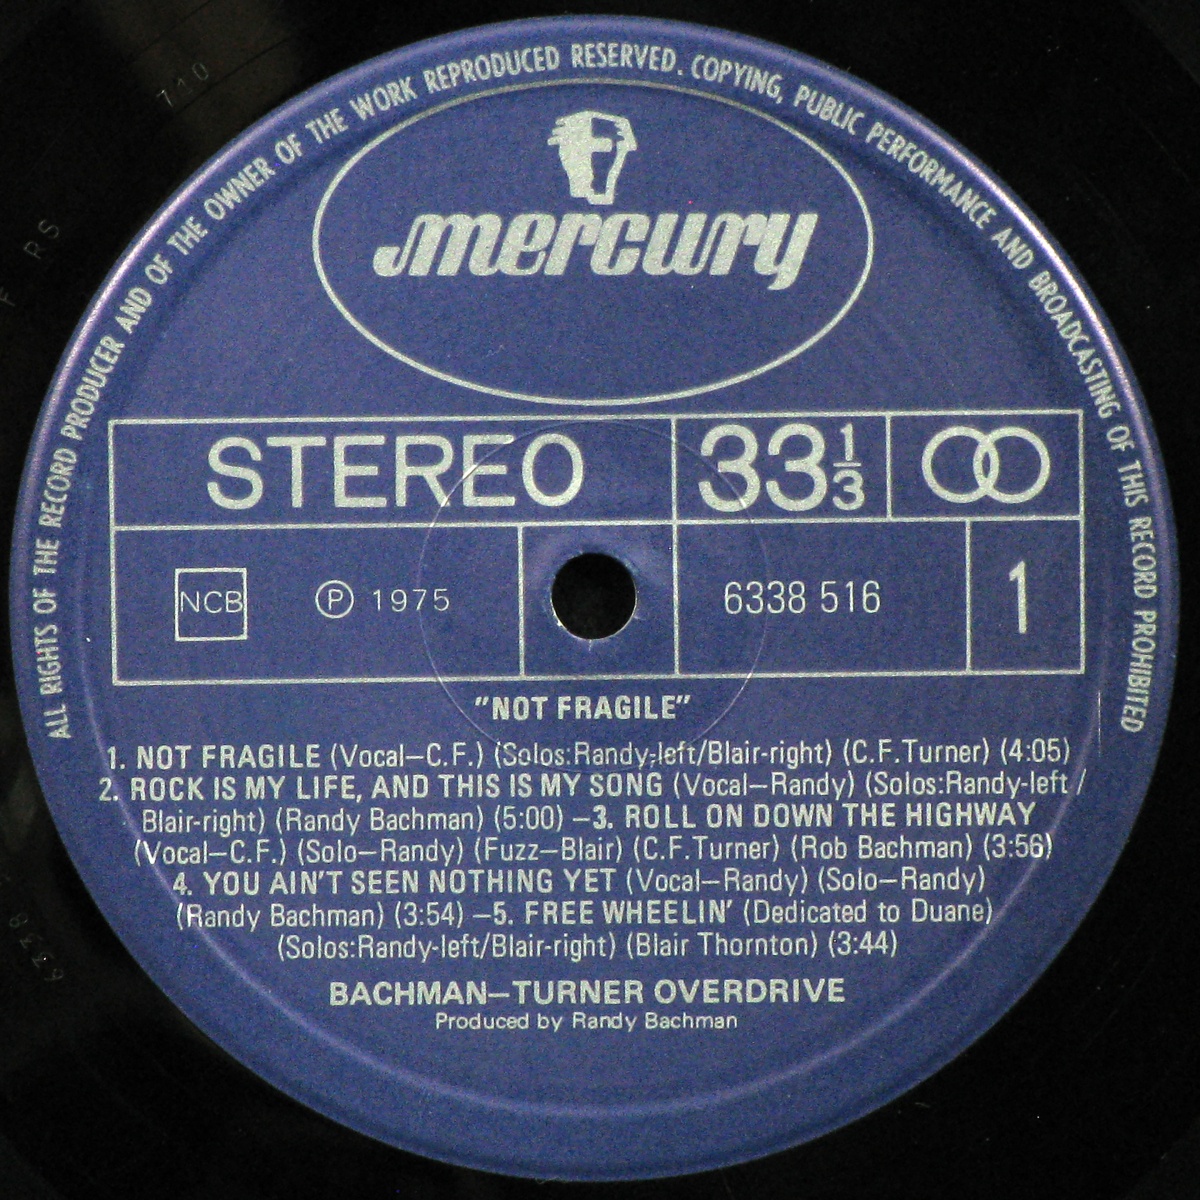 ALL RIGHTS OF THE RECORD PRODUCER AND OF THE OWNER OF THE WORK REPRODUCED RESERVED. COPYING, PUBLIC PERFORMANCE AND BROADCASTING OF THIS RECORD PROHIBITED
mercury
STEREO 33 1/3
NCB Ⓟ 1975 6338 516 1
"NOT FRAGILE"
1. NOT FRAGILE (Vocal—C.F.) (Solos:Randy-left/Blair-right) (C.F.Turner) (4:05)
2. ROCK IS MY LIFE, AND THIS IS MY SONG (Vocal—Randy) (Solos:Randy-left /
Blair-right) (Randy Bachman) (5:00) —3. ROLL ON DOWN THE HIGHWAY
(Vocal—C.F.) (Solo—Randy) (Fuzz—Blair) (C.F.Turner) (Rob Bachman) (3:56)
4. YOU AIN'T SEEN NOTHING YET (Vocal—Randy) (Solo—Randy)
(Randy Bachman) (3:54) —5. FREE WHEELIN' (Dedicated to Duane)
(Solos:Randy-left/Blair-right) (Blair Thornton) (3:44)
BACHMAN—TURNER OVERDRIVE
Produced by Randy Bachman